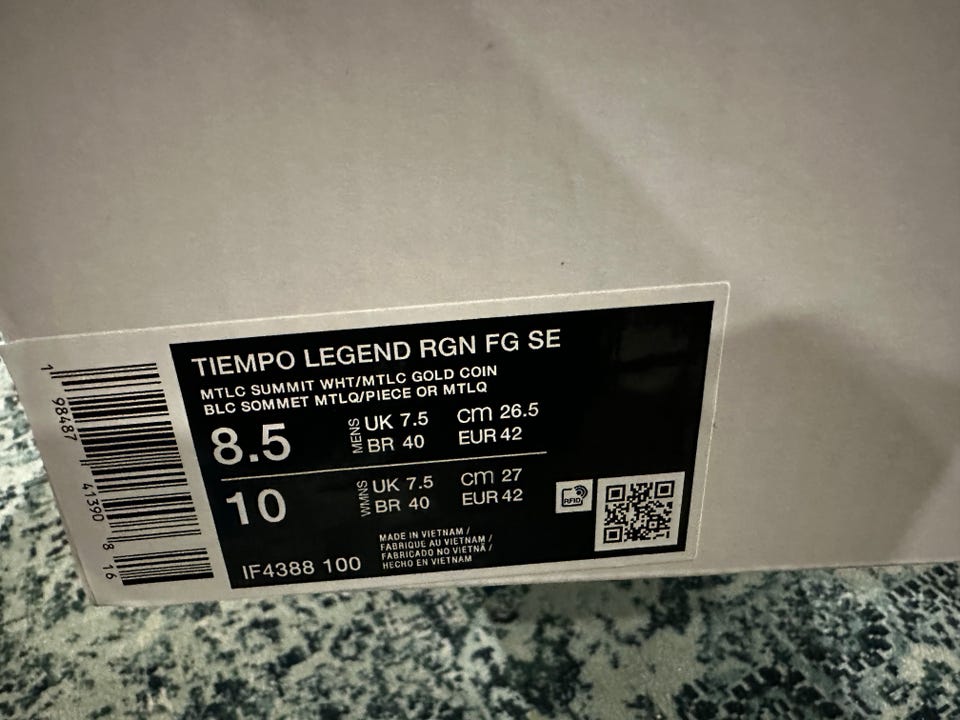 TIEMPO LEGEND RGN FG SE
MTLC SUMMIT WHT/MTLC GOLD COIN
BLC SOMMET MTLQ/PIECE OR MTLQ
8.5 MENS UK 7.5 cm 26.5
BR 40 EUR 42
10 WMNS UK 7.5 cm 27
BR 40 EUR 42
RFID
IF4388 100
MADE IN VIETNAM /
FABRIQUE AU VIETNAM /
FABRICADO NO VIETNÃ /
HECHO EN VIETNAM
1 98487 41390 8 16